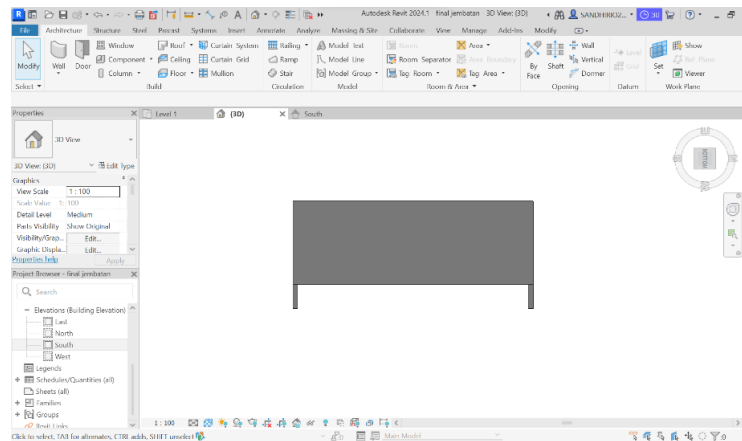 Autodesk Revit 2024.1 final jembatan 3D View: {3D}
SANDHIRIOZ... 30
File Architecture Structure Steel Precast Systems Insert Annotate Analyze Massing & Site Collaborate View Manage Add-Ins Modify
Modify Wall Door
Window Roof Curtain System Railing Model Text Room Area Wall Show
Component Ceiling Curtain Grid Ramp Model Line Room Separator Area Boundary By Face Shaft Vertical Level Grid Set Ref Plane
Column Floor Mullion Stair Model Group Tag Room Tag Area Dormer Viewer
Select Build Circulation Model Room & Area Opening Datum Work Plane
Properties
Level 1 {3D} South
3D View
3D View: {3D} Edit Type
Graphics
View Scale 1 : 100
Scale Value 1: 100
Detail Level Medium
Parts Visibility Show Original
Visibility/Grap... Edit...
Graphic Displa... Edit...
Properties help Apply
Project Browser - final jembatan
Search
Elevations (Building Elevation)
East
North
South
West
Legends
Schedules/Quantities (all)
Sheets (all)
Families
Groups
Revit Links
BOTTOM
1 : 100
Click to select, TAB for alternates, CTRL adds, SHIFT unselect
Main Model
:0